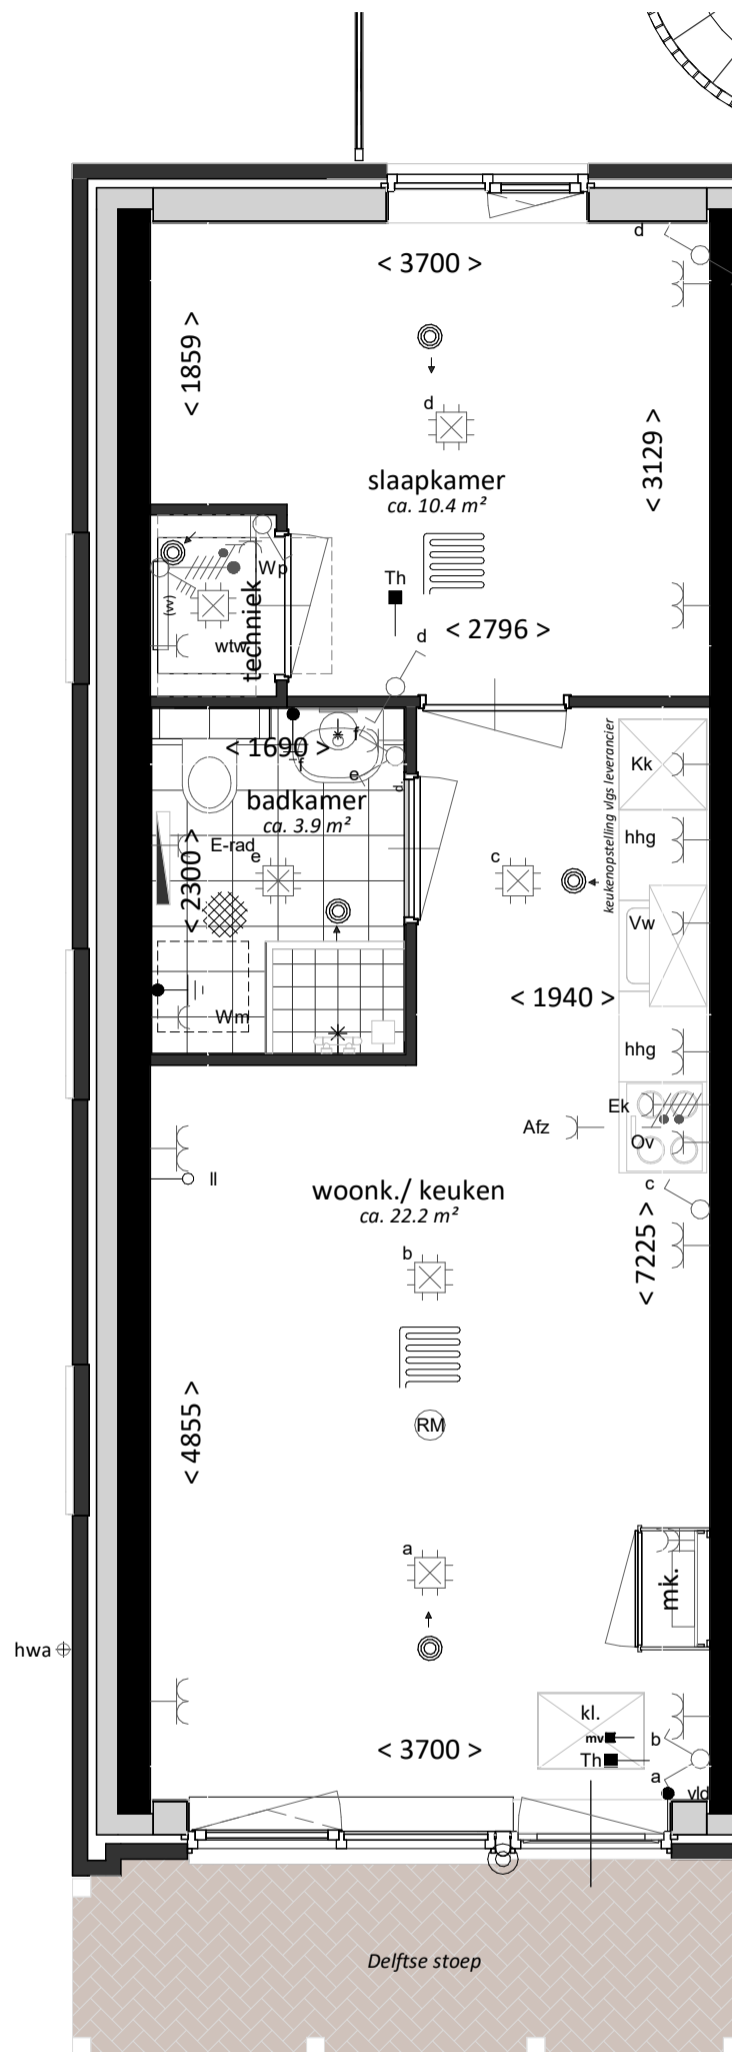 d
< 3700 >
< 1859 >
d
< 3129 >
slaapkamer
ca. 10.4 m²
Wp
Th
(w)
techniek
wtw
< 2796 >
d
f
< 1690 >
f
e
d.
keukenopstelling vlgs leverancier
Kk
badkamer
ca. 3.9 m²
hhg
E-rad
e
c
< 2300 >
Vw
< 1940 >
Wm
hhg
Ek
Afz
Ov
ll
c
woonk./ keuken
ca. 22.2 m²
b
< 7225 >
RM
< 4855 >
a
mk.
hwa
kl.
mv
b
< 3700 >
Th
a
vld
Delftse stoep